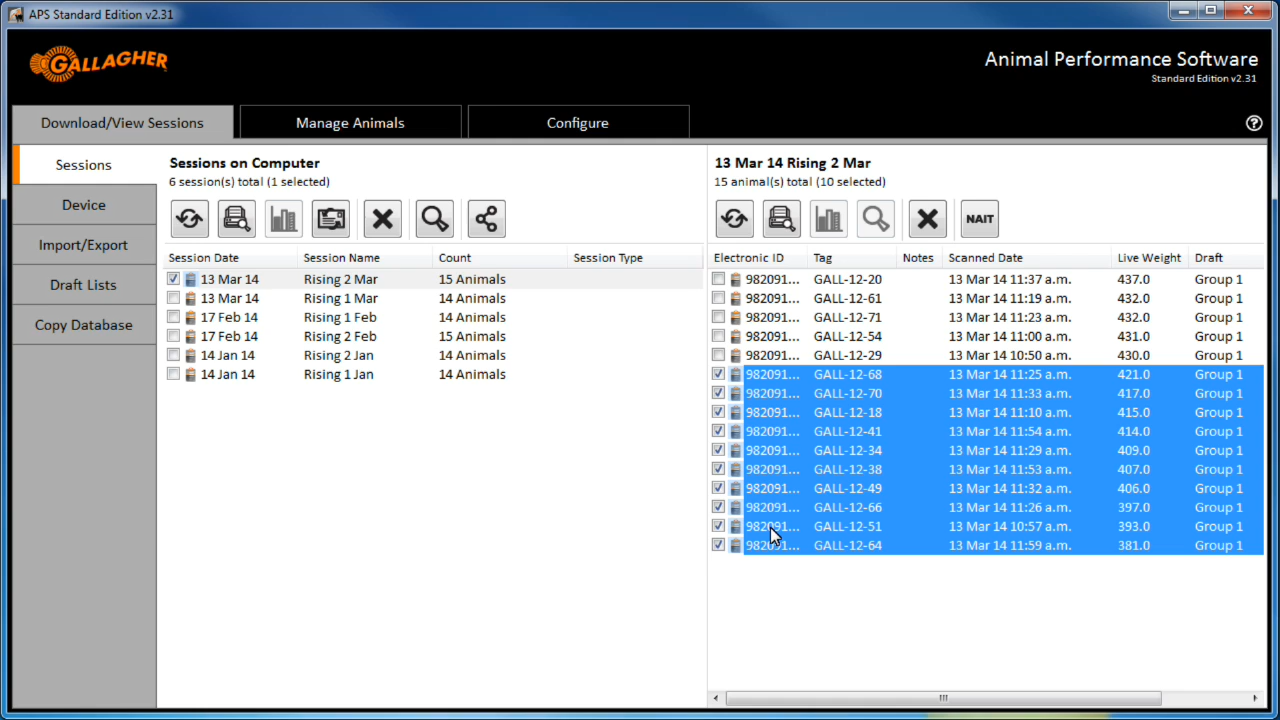 APS Standard Edition v2.31
GALLAGHER
Animal Performance Software
Standard Edition v2.31
Download/View Sessions
Manage Animals
Configure
Sessions
Device
Import/Export
Draft Lists
Copy Database
Sessions on Computer
6 session(s) total (1 selected)
Session Date Session Name Count Session Type
13 Mar 14 Rising 2 Mar 15 Animals
13 Mar 14 Rising 1 Mar 14 Animals
17 Feb 14 Rising 1 Feb 14 Animals
17 Feb 14 Rising 2 Feb 15 Animals
14 Jan 14 Rising 2 Jan 14 Animals
14 Jan 14 Rising 1 Jan 14 Animals
13 Mar 14 Rising 2 Mar
15 animal(s) total (10 selected)
NAIT
Electronic ID Tag Notes Scanned Date Live Weight Draft
982091... GALL-12-20 13 Mar 14 11:37 a.m. 437.0 Group 1
982091... GALL-12-61 13 Mar 14 11:19 a.m. 432.0 Group 1
982091... GALL-12-71 13 Mar 14 11:23 a.m. 432.0 Group 1
982091... GALL-12-54 13 Mar 14 11:00 a.m. 431.0 Group 1
982091... GALL-12-29 13 Mar 14 10:50 a.m. 430.0 Group 1
982091... GALL-12-68 13 Mar 14 11:25 a.m. 421.0 Group 1
982091... GALL-12-70 13 Mar 14 11:33 a.m. 417.0 Group 1
982091... GALL-12-18 13 Mar 14 11:10 a.m. 415.0 Group 1
982091... GALL-12-41 13 Mar 14 11:54 a.m. 414.0 Group 1
982091... GALL-12-34 13 Mar 14 11:29 a.m. 409.0 Group 1
982091... GALL-12-38 13 Mar 14 11:53 a.m. 407.0 Group 1
982091... GALL-12-49 13 Mar 14 11:32 a.m. 406.0 Group 1
982091... GALL-12-66 13 Mar 14 11:26 a.m. 397.0 Group 1
982091... GALL-12-51 13 Mar 14 10:57 a.m. 393.0 Group 1
982091... GALL-12-64 13 Mar 14 11:59 a.m. 381.0 Group 1